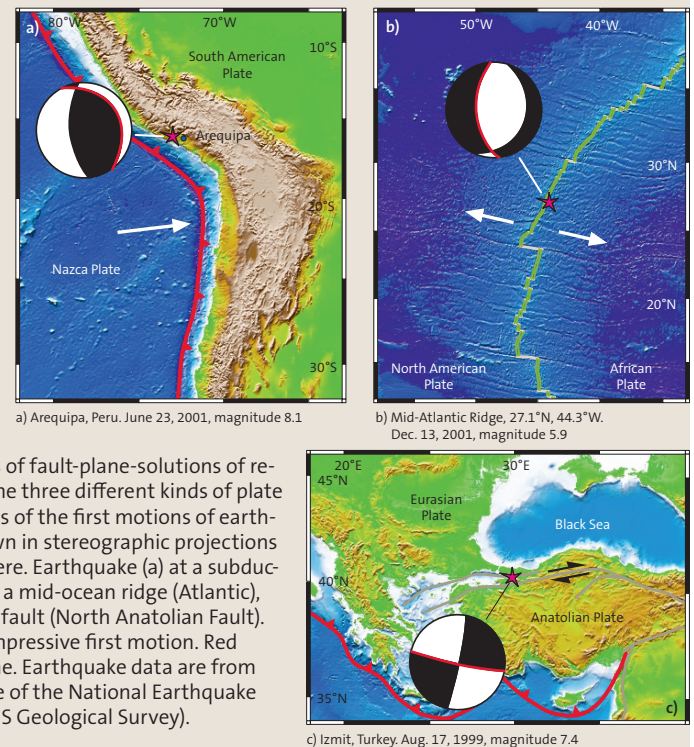 80°W
70°W
a)
10°S
South American
Plate
Arequipa
20°S
Nazca Plate
30°S
a) Arequipa, Peru. June 23, 2001, magnitude 8.1
50°W
40°W
b)
30°N
20°N
North American
Plate
African
Plate
b) Mid-Atlantic Ridge, 27.1°N, 44.3°W.
Dec. 13, 2001, magnitude 5.9
s of fault-plane-solutions of re-
ne three different kinds of plate
s of the first motions of earth-
wn in stereographic projections
ere. Earthquake (a) at a subduc-
a mid-ocean ridge (Atlantic),
fault (North Anatolian Fault).
mpressive first motion. Red
ne. Earthquake data are from
e of the National Earthquake
S Geological Survey).
20°E
30°E
45°N
Eurasian
Plate
Black Sea
40°N
Anatolian Plate
35°N
c)
c) Izmit, Turkey. Aug. 17, 1999, magnitude 7.4